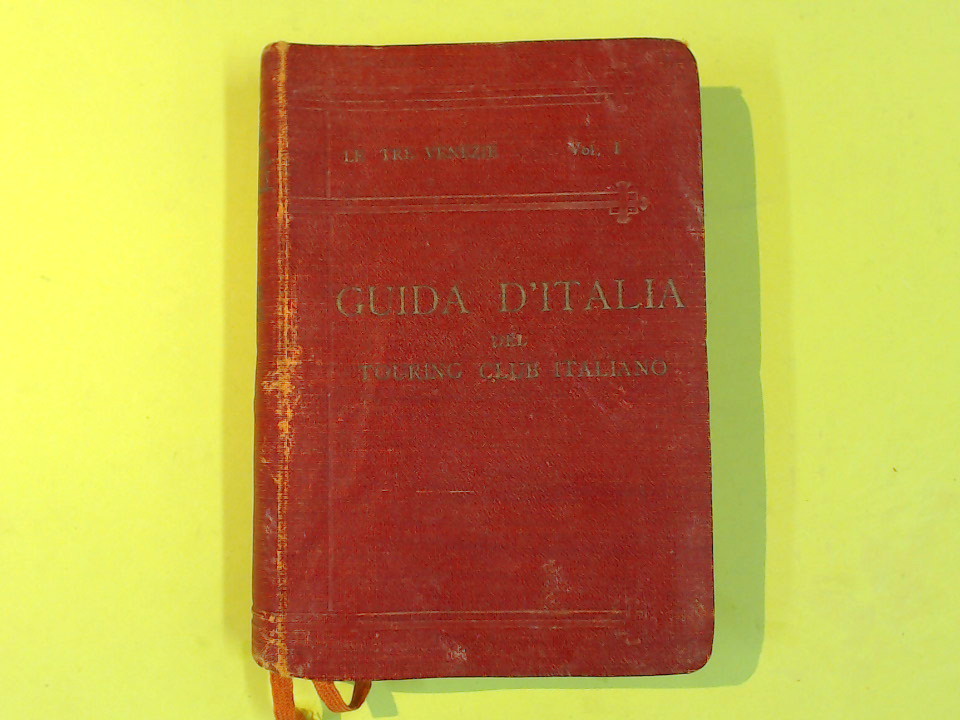 LE TRE VENEZIE Vol. I
GUIDA D'ITALIA
DEL
TOURING CLUB ITALIANO